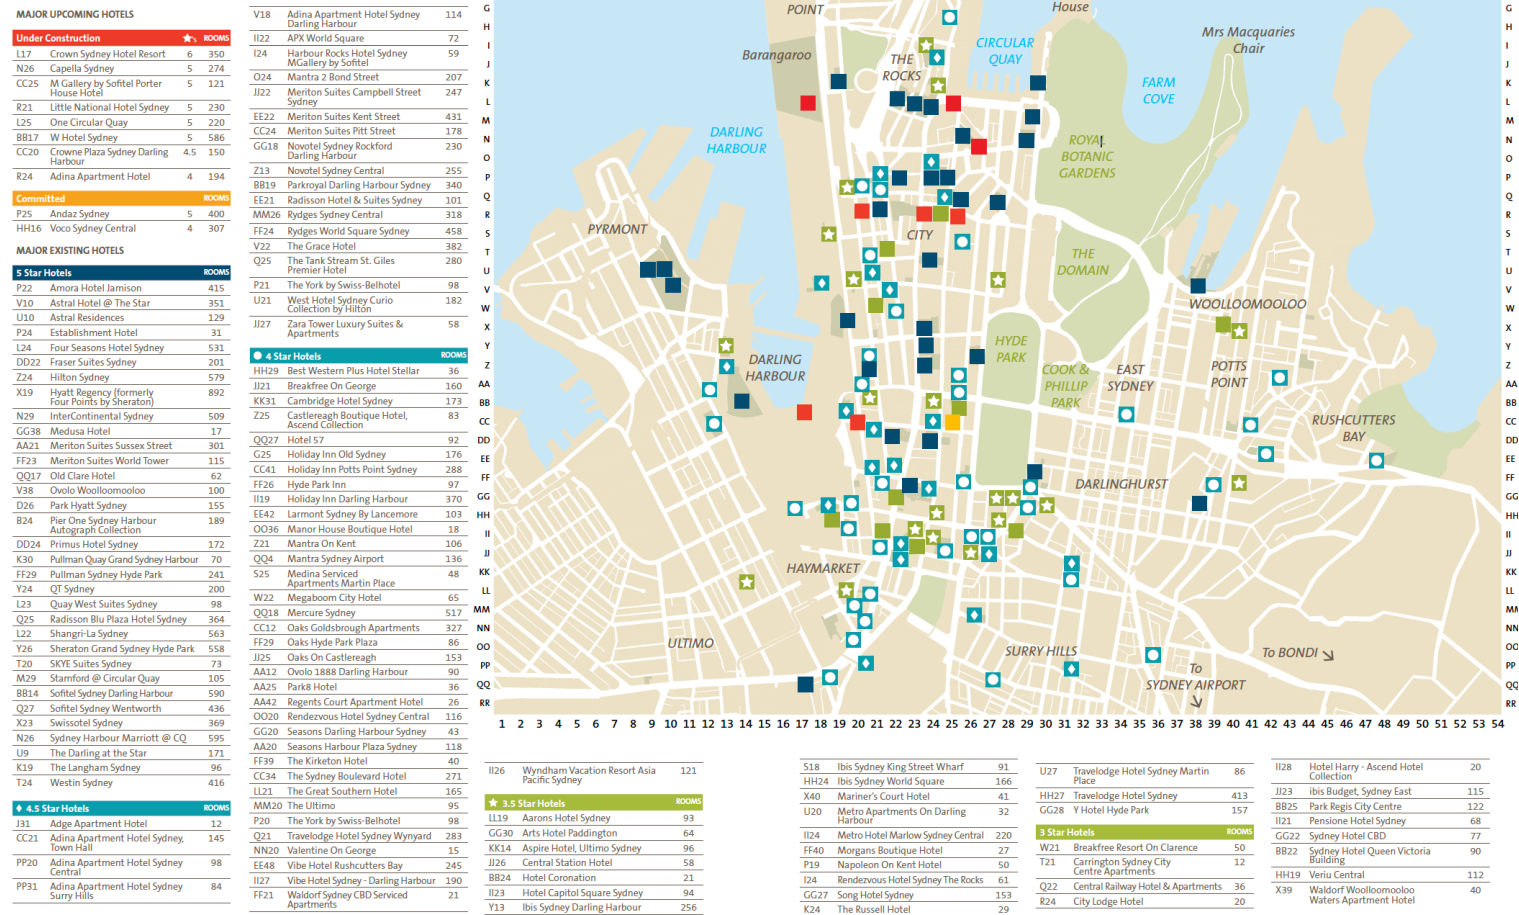 MAJOR UPCOMING HOTELS
Under Construction ★'s ROOMS
L17 Crown Sydney Hotel Resort 6 350
N26 Capella Sydney 5 274
CC25 M Gallery by Sofitel Porter House Hotel 5 121
R21 Little National Hotel Sydney 5 230
L25 One Circular Quay 5 220
BB17 W Hotel Sydney 5 586
CC20 Crowne Plaza Sydney Darling Harbour 4.5 150
R24 Adina Apartment Hotel 4 194
Committed ROOMS
P25 Andaz Sydney 5 400
HH16 Voco Sydney Central 4 307
MAJOR EXISTING HOTELS
5 Star Hotels ROOMS
P22 Amora Hotel Jamison 415
V10 Astral Hotel @ The Star 351
U10 Astral Residences 129
P24 Establishment Hotel 31
L24 Four Seasons Hotel Sydney 531
DD22 Fraser Suites Sydney 201
Z24 Hilton Sydney 579
X19 Hyatt Regency (formerly Four Points by Sheraton) 892
N29 InterContinental Sydney 509
GG38 Medusa Hotel 17
AA21 Meriton Suites Sussex Street 301
FF23 Meriton Suites World Tower 115
QQ17 Old Clare Hotel 62
V38 Ovolo Woolloomooloo 100
D26 Park Hyatt Sydney 155
B24 Pier One Sydney Harbour Autograph Collection 189
DD24 Primus Hotel Sydney 172
K30 Pullman Quay Grand Sydney Harbour 70
FF29 Pullman Sydney Hyde Park 241
Y24 QT Sydney 200
L23 Quay West Suites Sydney 98
Q25 Radisson Blu Plaza Hotel Sydney 364
L22 Shangri-La Sydney 563
Y26 Sheraton Grand Sydney Hyde Park 558
T20 SKYE Suites Sydney 73
M29 Stamford @ Circular Quay 105
BB14 Sofitel Sydney Darling Harbour 590
Q27 Sofitel Sydney Wentworth 436
X23 Swissotel Sydney 369
N26 Sydney Harbour Marriott @ CQ 595
U9 The Darling at the Star 171
K19 The Langham Sydney 96
T24 Westin Sydney 416
4.5 Star Hotels ROOMS
J31 Adge Apartment Hotel 12
CC21 Adina Apartment Hotel Sydney, Town Hall 145
PP20 Adina Apartment Hotel Sydney Central 98
PP31 Adina Apartment Hotel Sydney Surry Hills 84
V18 Adina Apartment Hotel Sydney Darling Harbour 114
II22 APX World Square 72
I24 Harbour Rocks Hotel Sydney MGallery by Sofitel 59
O24 Mantra 2 Bond Street 207
JJ22 Meriton Suites Campbell Street Sydney 247
EE22 Meriton Suites Kent Street 431
CC24 Meriton Suites Pitt Street 178
GG18 Novotel Sydney Rockford Darling Harbour 230
Z13 Novotel Sydney Central 255
BB19 Parkroyal Darling Harbour Sydney 340
EE21 Radisson Hotel & Suites Sydney 101
MM26 Rydges Sydney Central 318
FF24 Rydges World Square Sydney 458
V22 The Grace Hotel 382
Q25 The Tank Stream St. Giles Premier Hotel 280
P21 The York by Swiss-Belhotel 98
U21 West Hotel Sydney Curio Collection by Hilton 182
JJ27 Zara Tower Luxury Suites & Apartments 58
4 Star Hotels ROOMS
HH29 Best Western Plus Hotel Stellar 36
JJ21 Breakfree On George 160
KK31 Cambridge Hotel Sydney 173
Z25 Castlereagh Boutique Hotel, Ascend Collection 83
QQ27 Hotel 57 92
G25 Holiday Inn Old Sydney 176
CC41 Holiday Inn Potts Point Sydney 288
FF26 Hyde Park Inn 97
II19 Holiday Inn Darling Harbour 370
EE42 Larmont Sydney By Lancemore 103
OO36 Manor House Boutique Hotel 18
Z21 Mantra On Kent 106
QQ4 Mantra Sydney Airport 136
S25 Medina Serviced Apartments Martin Place 48
W22 Megaboom City Hotel 65
QQ18 Mercure Sydney 517
CC12 Oaks Goldsbrough Apartments 327
FF29 Oaks Hyde Park Plaza 86
JJ25 Oaks On Castlereagh 153
AA12 Ovolo 1888 Darling Harbour 90
AA25 Park8 Hotel 36
AA42 Regents Court Apartment Hotel 26
OO20 Rendezvous Hotel Sydney Central 116
GG20 Seasons Darling Harbour Sydney 43
AA20 Seasons Harbour Plaza Sydney 118
FF39 The Kirketon Hotel 40
CC34 The Sydney Boulevard Hotel 271
LL21 The Great Southern Hotel 165
MM20 The Ultimo 95
P20 The York by Swiss-Belhotel 98
Q21 Travelodge Hotel Sydney Wynyard 283
NN20 Valentine On George 15
EE48 Vibe Hotel Rushcutters Bay 245
II27 Vibe Hotel Sydney - Darling Harbour 190
FF21 Waldorf Sydney CBD Serviced Apartments 21
II26 Wyndham Vacation Resort Asia Pacific Sydney 121
3.5 Star Hotels ROOMS
LL19 Aarons Hotel Sydney 93
GG30 Arts Hotel Paddington 64
KK14 Aspire Hotel, Ultimo Sydney 96
JJ26 Central Station Hotel 58
BB24 Hotel Coronation 21
II23 Hotel Capitol Square Sydney 94
Y13 Ibis Sydney Darling Harbour 256
S18 Ibis Sydney King Street Wharf 91
HH24 Ibis Sydney World Square 166
X40 Mariner's Court Hotel 41
U20 Metro Apartments On Darling Harbour 32
II24 Metro Hotel Marlow Sydney Central 220
FF40 Morgans Boutique Hotel 27
P19 Napoleon On Kent Hotel 50
I24 Rendezvous Hotel Sydney The Rocks 61
GG27 Song Hotel Sydney 153
K24 The Russell Hotel 29
U27 Travelodge Hotel Sydney Martin Place 86
HH27 Travelodge Hotel Sydney 413
GG28 Y Hotel Hyde Park 157
3 Star Hotels ROOMS
W21 Breakfree Resort On Clarence 50
T21 Carrington Sydney City Centre Apartments 12
Q22 Central Railway Hotel & Apartments 36
R24 City Lodge Hotel 20
II28 Hotel Harry - Ascend Hotel Collection 20
JJ23 ibis Budget, Sydney East 115
BB25 Park Regis City Centre 122
II21 Pensione Hotel Sydney 68
GG22 Sydney Hotel CBD 77
BB22 Sydney Hotel Queen Victoria Building 90
HH19 Veriu Central 112
X39 Waldorf Woolloomooloo Waters Apartment Hotel 40
POINT
House
Barangaroo
THE ROCKS
CIRCULAR QUAY
Mrs Macquaries Chair
FARM COVE
DARLING HARBOUR
ROYAL BOTANIC GARDENS
PYRMONT
CITY
THE DOMAIN
WOOLLOOMOOLOO
HYDE PARK
DARLING HARBOUR
COOK & PHILLIP PARK
EAST SYDNEY
POTTS POINT
RUSHCUTTERS BAY
DARLINGHURST
HAYMARKET
ULTIMO
SURRY HILLS
To BONDI
To SYDNEY AIRPORT
G H I J K L M N O P Q R S T U V W X Y Z AA BB CC DD EE FF GG HH II JJ KK LL MM NN OO PP QQ RR
1 2 3 4 5 6 7 8 9 10 11 12 13 14 15 16 17 18 19 20 21 22 23 24 25 26 27 28 29 30 31 32 33 34 35 36 37 38 39 40 41 42 43 44 45 46 47 48 49 50 51 52 53 54
G H I J K L M N O P Q R S T U V W X Y Z AA BB CC DD EE FF GG HH II JJ KK LL MM NN OO PP QQ RR